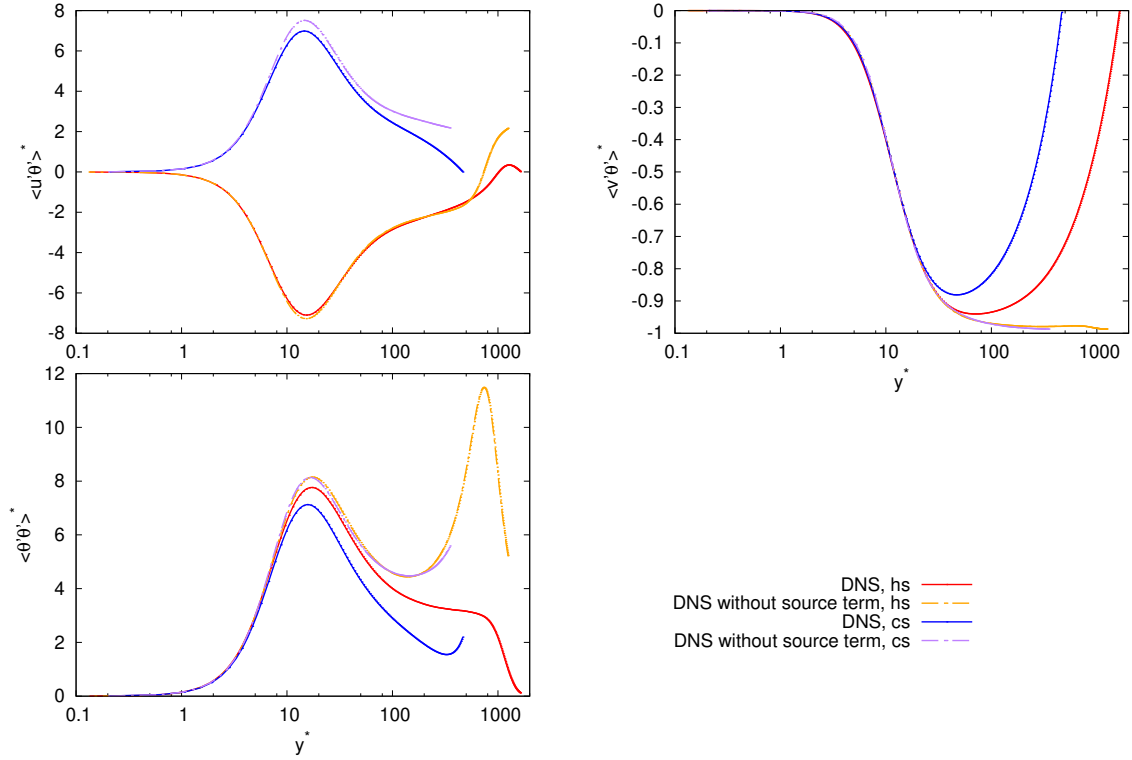 8
6
4
2
0
-2
-4
-6
-8
0.1 1 10 100 1000
<u'θ'>*
0
-0.1
-0.2
-0.3
-0.4
-0.5
-0.6
-0.7
-0.8
-0.9
-1
0.1 1 10 100 1000
<v'θ'>*
y*
12
10
8
6
4
2
0
0.1 1 10 100 1000
<θ'θ'>*
y*
DNS, hs
DNS without source term, hs
DNS, cs
DNS without source term, cs